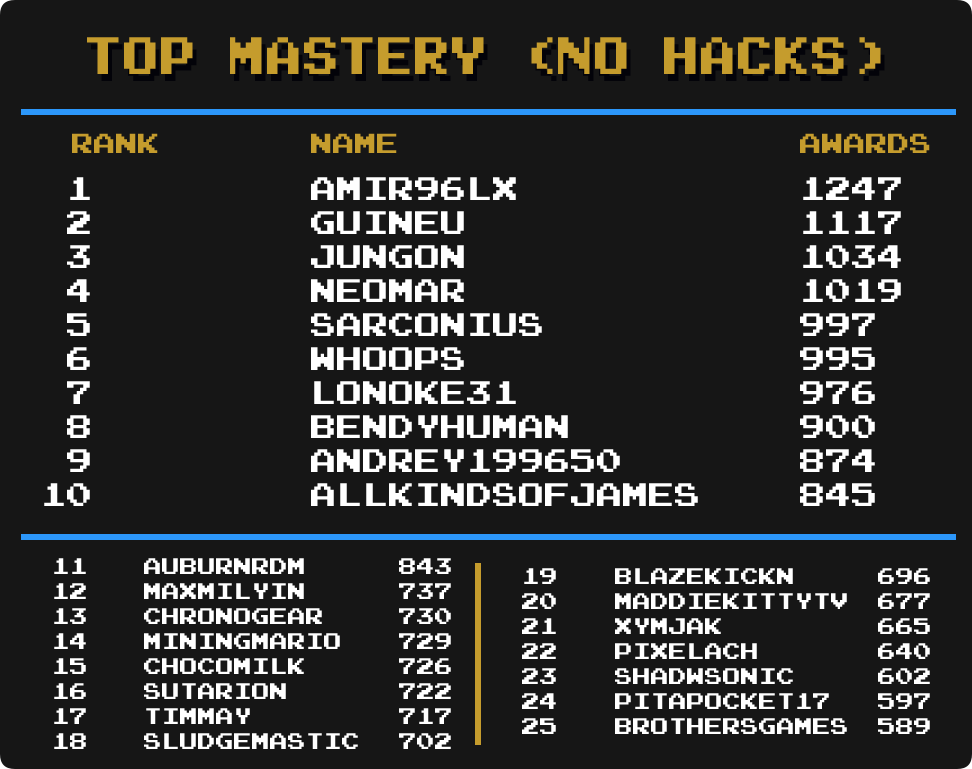 TOP MASTERY (NO HACKS)
RANK NAME AWARDS
1 AMIR96LX 1247
2 GUINEU 1117
3 JUNGON 1034
4 NEOMAR 1019
5 SARCONIUS 997
6 WHOOPS 995
7 LONOKE31 976
8 BENDYHUMAN 900
9 ANDREY199650 874
10 ALLKINDSOFJAMES 845
11 AUBURNRDM 843
12 MAXMILYIN 737
13 CHRONOGEAR 730
14 MININGMARIO 729
15 CHOCOMILK 726
16 SUTARION 722
17 TIMMAY 717
18 SLUDGEMASTIC 702
19 BLAZEKICKN 696
20 MADDIEKITTYTV 677
21 XYMJAK 665
22 PIXELACH 640
23 SHADWSONIC 602
24 PITAPOCKET17 597
25 BROTHERSGAMES 589